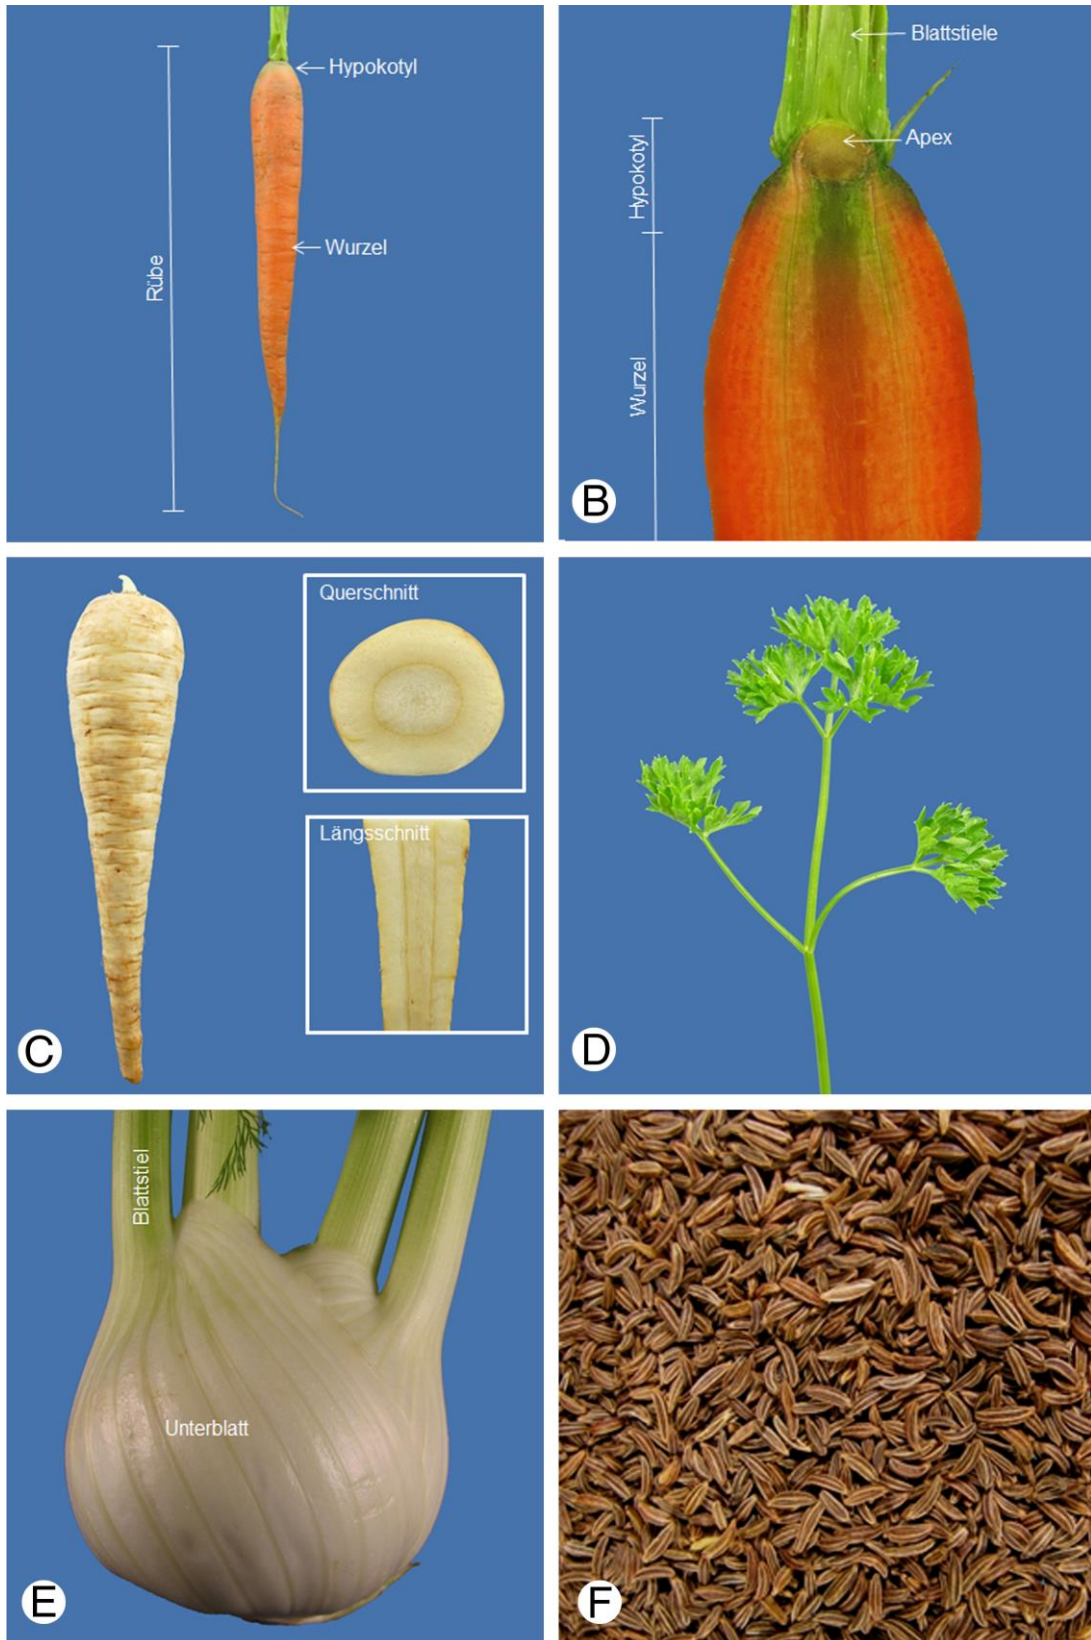 Hypokotyl
Wurzel
Rübe
Blattstiele
Apex
Hypokotyl
Wurzel
B
Querschnitt
Längsschnitt
C
D
Blattstiel
Unterblatt
E
F